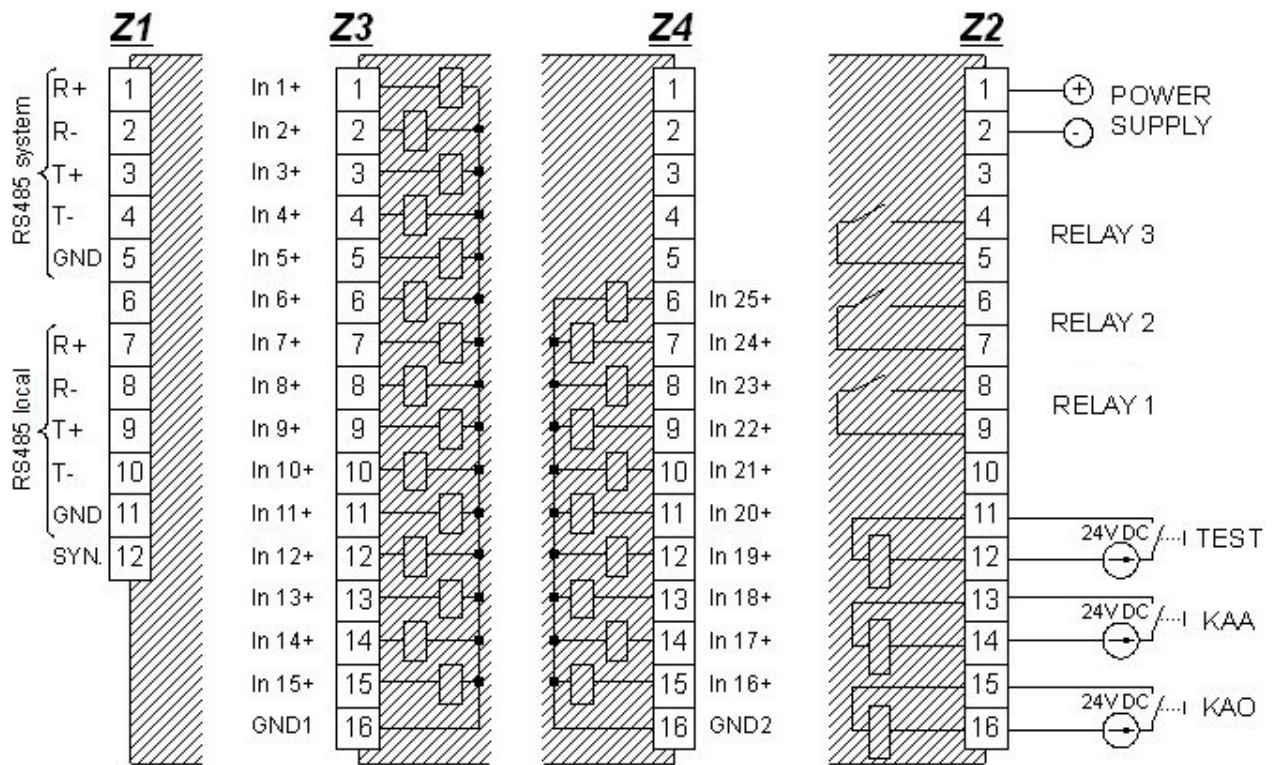 Z1
RS485 system
R+ 1
R- 2
T+ 3
T- 4
GND 5
6
RS485 local
R+ 7
R- 8
T+ 9
T- 10
GND 11
SYN. 12
Z3
In 1+ 1
In 2+ 2
In 3+ 3
In 4+ 4
In 5+ 5
In 6+ 6
In 7+ 7
In 8+ 8
In 9+ 9
In 10+ 10
In 11+ 11
In 12+ 12
In 13+ 13
In 14+ 14
In 15+ 15
GND1 16
Z4
1
2
3
4
5
6 In 25+
7 In 24+
8 In 23+
9 In 22+
10 In 21+
11 In 20+
12 In 19+
13 In 18+
14 In 17+
15 In 16+
16 GND2
Z2
1 + POWER
2 - SUPPLY
3
4
RELAY 3
5
6
RELAY 2
7
8
RELAY 1
9
10
11
24V DC TEST
12
13
24V DC KAA
14
15
24V DC KAO
16